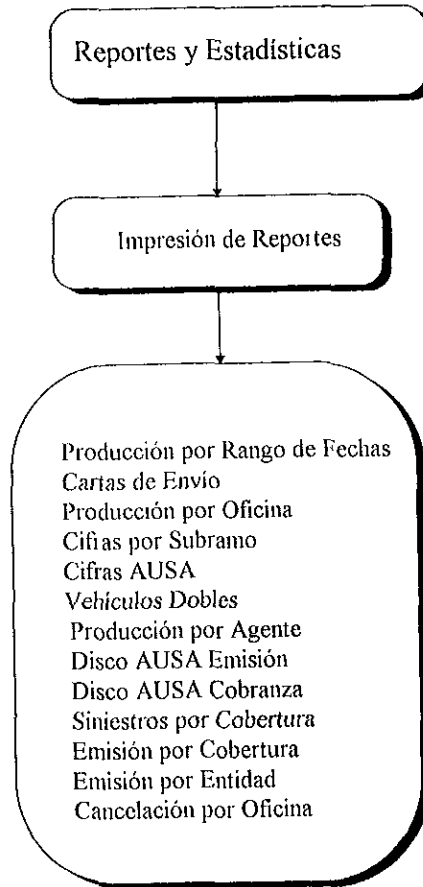 Reportes y Estadísticas
Impresión de Reportes
Producción por Rango de Fechas
Cartas de Envío
Producción por Oficina
Cifras por Subramo
Cifras AUSA
Vehículos Dobles
Producción por Agente
Disco AUSA Emisión
Disco AUSA Cobranza
Siniestros por Cobertura
Emisión por Cobertura
Emisión por Entidad
Cancelación por Oficina